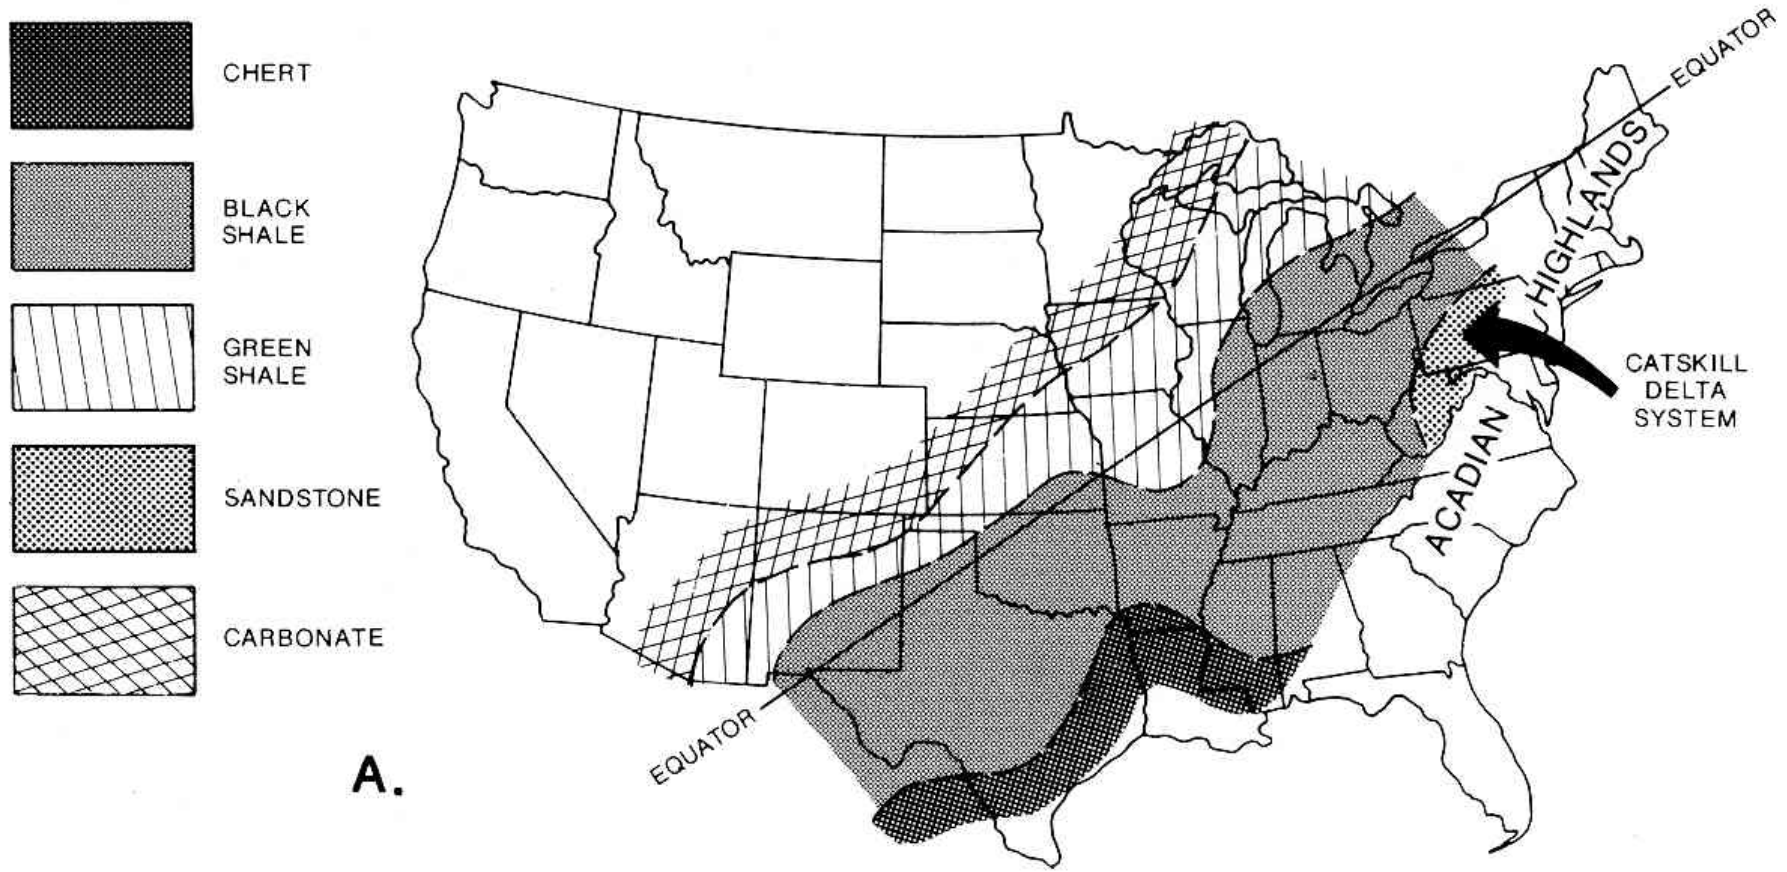 CHERT
BLACK
SHALE
GREEN
SHALE
SANDSTONE
CARBONATE
EQUATOR
HIGHLANDS
ACADIAN
CATSKILL
DELTA
SYSTEM
EQUATOR
A.